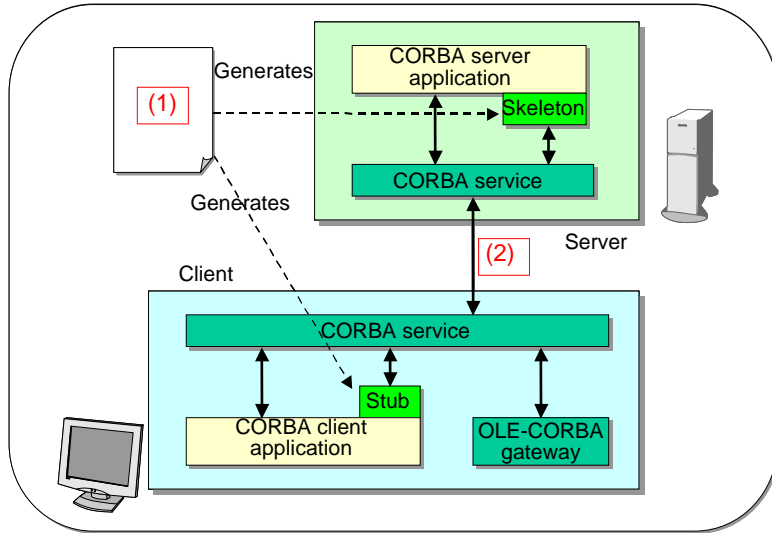 Generates
(1)
CORBA server
application
Skeleton
CORBA service
Generates
(2)
Server
Client
CORBA service
Stub
CORBA client
application
OLE-CORBA
gateway